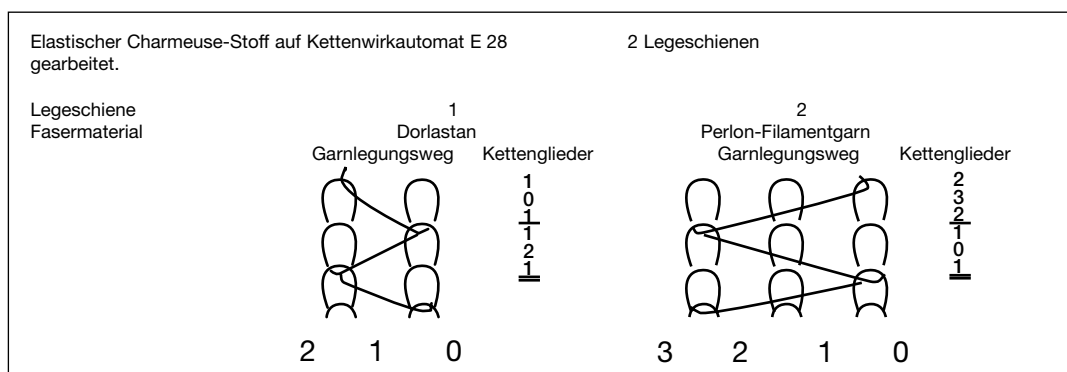 Elastischer Charmeuse-Stoff auf Kettenwirkautomat E 28 2 Legeschienen
gearbeitet.
Legeschiene 1 2
Fasermaterial Dorlastan Perlon-Filamentgarn
Garnlegungsweg Kettenglieder Garnlegungsweg Kettenglieder
1 2
0 3
1 2
1 1
2 0
1 1
2 1 0 3 2 1 0